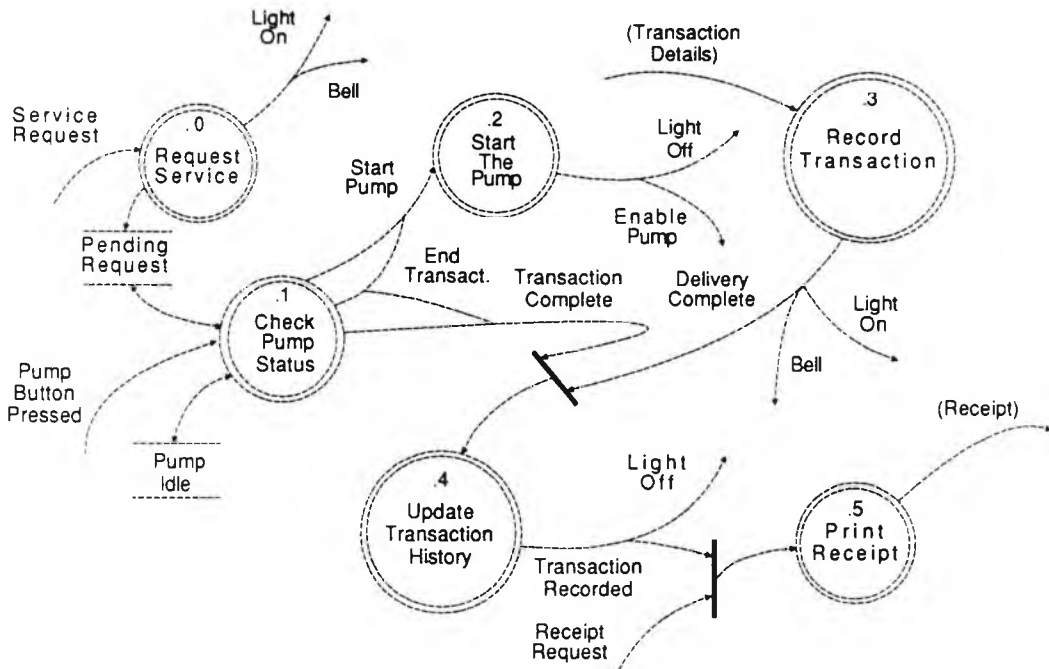 Light
On
Bell
Service
Request
.0
Request
Service
Pending
Request
Start
Pump
.2
Start
The
Pump
Light
Off
Enable
Pump
(Transaction
Details)
.3
Record
Transaction
.1
Check
Pump
Status
End
Transact.
Transaction
Complete
Delivery
Complete
Light
On
Bell
Pump
Button
Pressed
Pump
Idle
.4
Update
Transaction
History
Light
Off
Transaction
Recorded
Receipt
Request
.5
Print
Receipt
(Receipt)